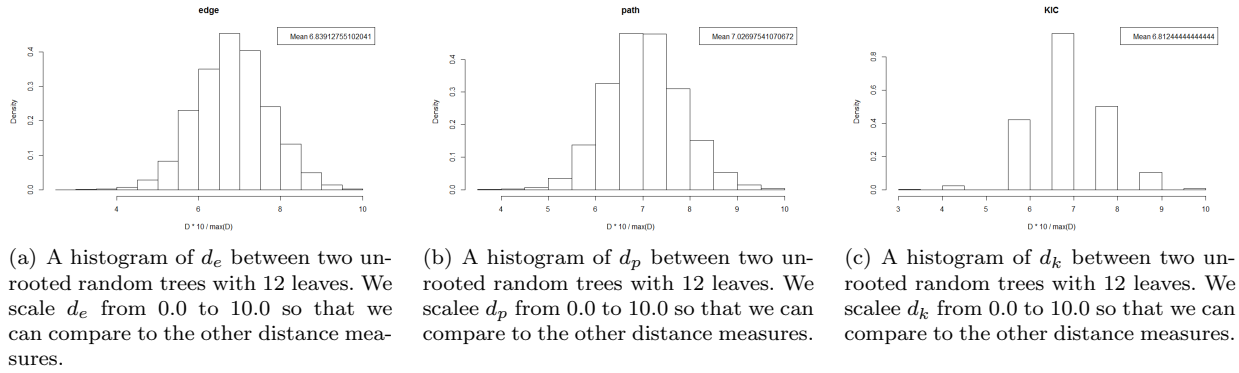 edge
Mean 6.83912755102041
Density
0.0 0.1 0.2 0.3 0.4
4 6 8 10
D * 10 / max(D)
(a) A histogram of d_e between two un-
rooted random trees with 12 leaves. We
scale d_e from 0.0 to 10.0 so that we
can compare to the other distance mea-
sures.
path
Mean 7.02697541070672
Density
0.0 0.1 0.2 0.3 0.4
4 5 6 7 8 9 10
D * 10 / max(D)
(b) A histogram of d_p between two un-
rooted random trees with 12 leaves. We
scalee d_p from 0.0 to 10.0 so that we can
compare to the other distance measures.
KIC
Mean 6.81244444444444
Density
0.0 0.2 0.4 0.6 0.8
3 4 5 6 7 8 9 10
D * 10 / max(D)
(c) A histogram of d_k between two un-
rooted random trees with 12 leaves. We
scalee d_k from 0.0 to 10.0 so that we can
compare to the other distance measures.